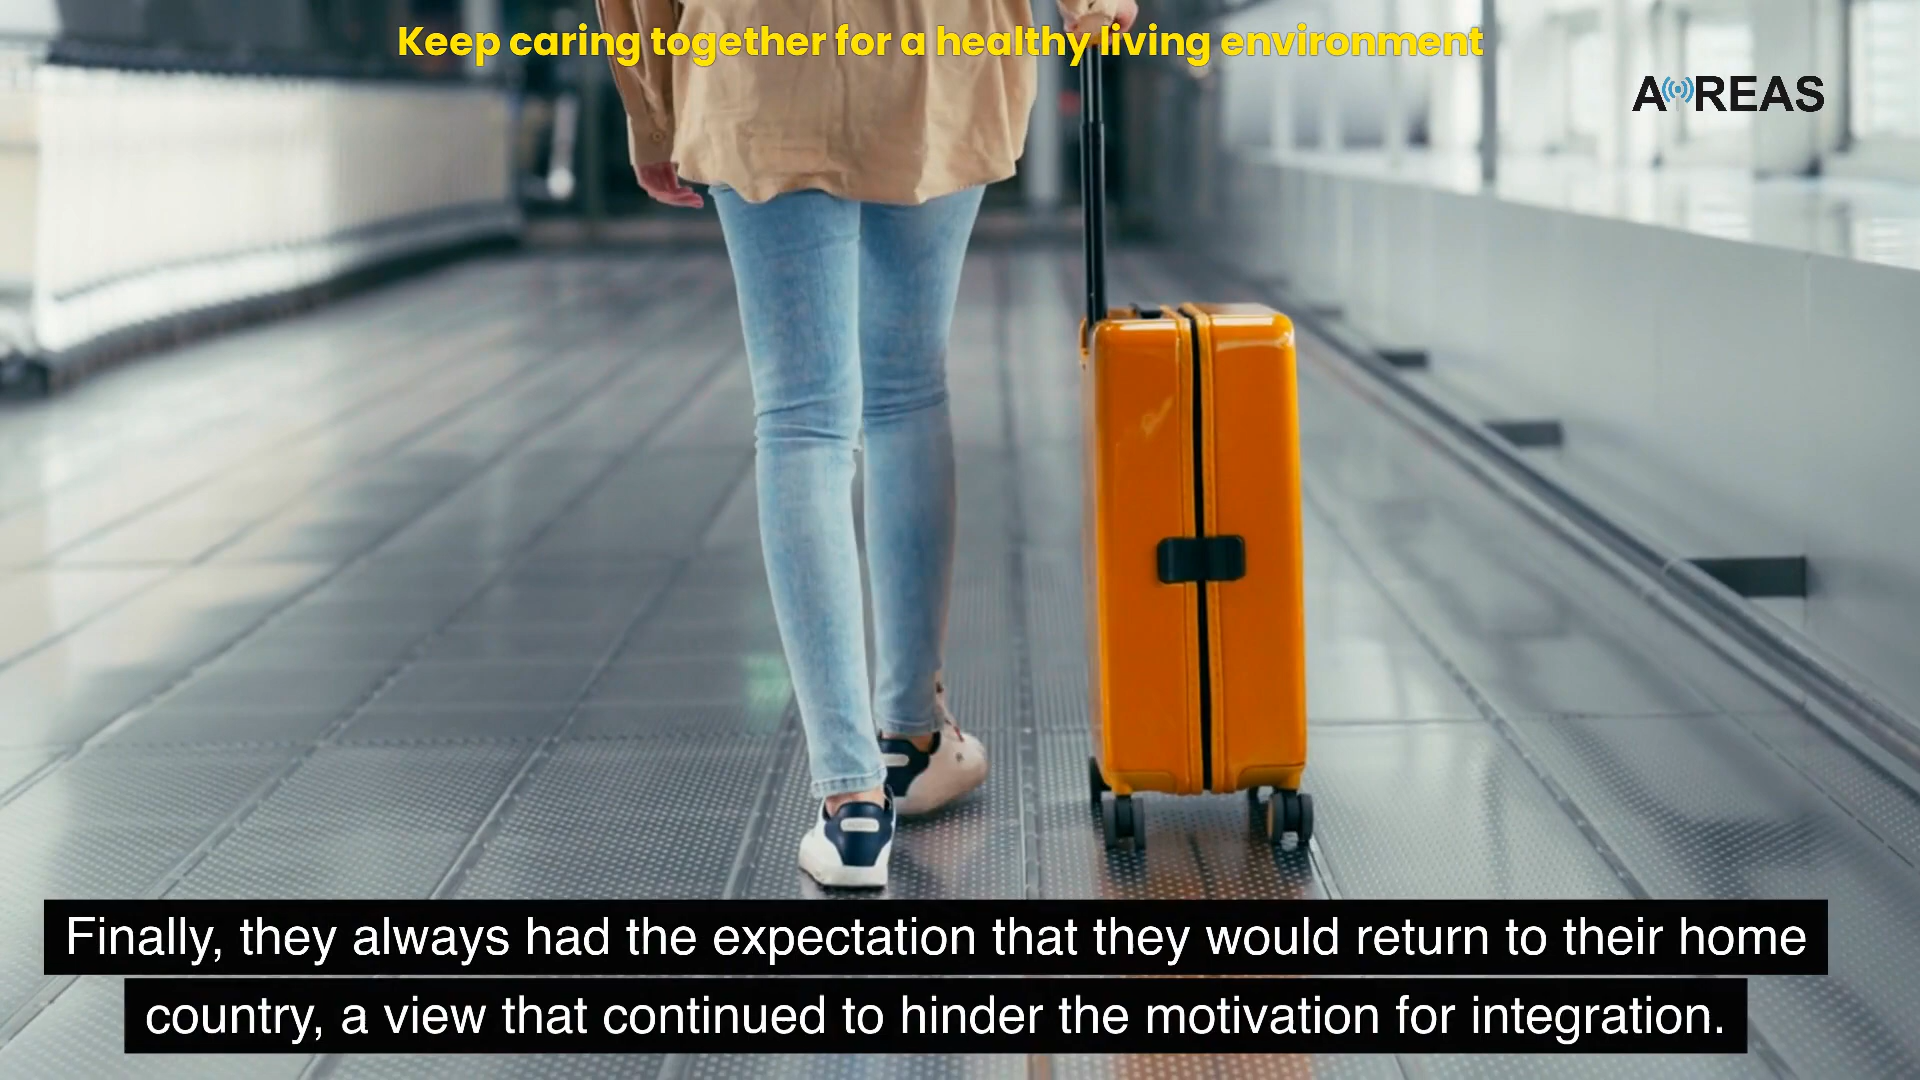 Keep caring together for a healthy living environment
AREAS
Finally, they always had the expectation that they would return to their home
country, a view that continued to hinder the motivation for integration.